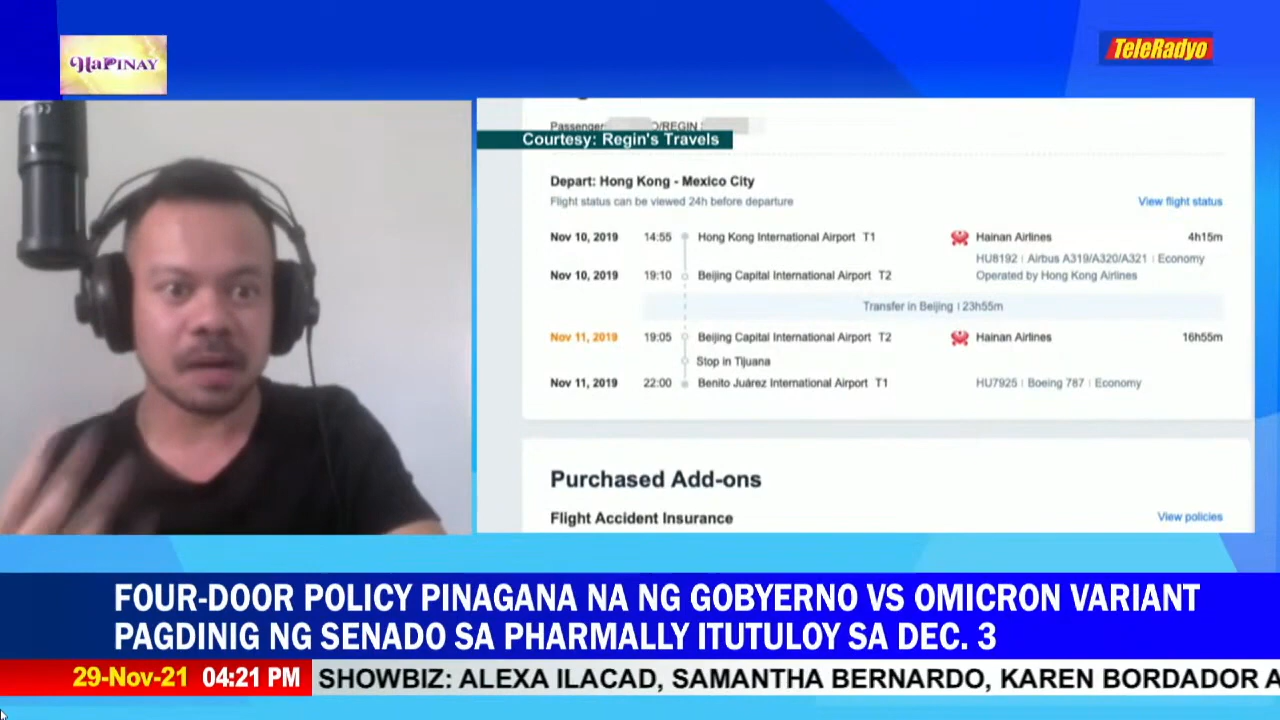 HaPINAY
TeleRadyo
Passenger: O/REGIN
Courtesy: Regin's Travels
Depart: Hong Kong - Mexico City
Flight status can be viewed 24h before departure
View flight status
Nov 10, 2019 14:55 Hong Kong International Airport T1 Hainan Airlines 4h15m
HU8192 | Airbus A319/A320/A321 | Economy
Nov 10, 2019 19:10 Beijing Capital International Airport T2 Operated by Hong Kong Airlines
Transfer in Beijing | 23h55m
Nov 11, 2019 19:05 Beijing Capital International Airport T2 Hainan Airlines 16h55m
Stop in Tijuana
Nov 11, 2019 22:00 Benito Juárez International Airport T1 HU7925 | Boeing 787 | Economy
Purchased Add-ons
Flight Accident Insurance View policies
FOUR-DOOR POLICY PINAGANA NA NG GOBYERNO VS OMICRON VARIANT
PAGDINIG NG SENADO SA PHARMALLY ITUTULOY SA DEC. 3
29-Nov-21 04:21 PM SHOWBIZ: ALEXA ILACAD, SAMANTHA BERNARDO, KAREN BORDADOR A